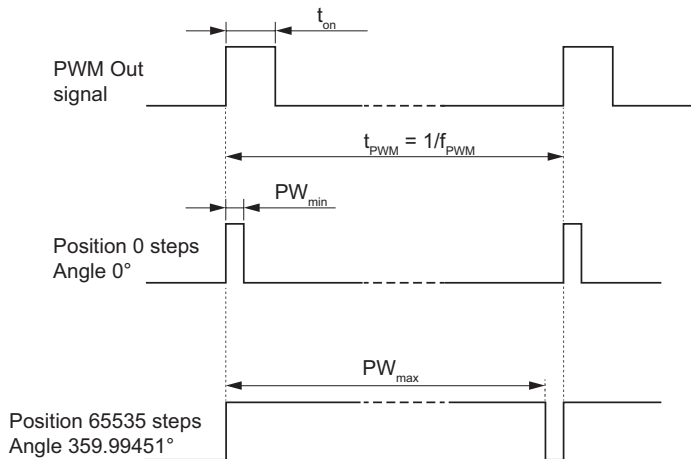 t_on
PWM Out
signal
t_PWM = 1/f_PWM
PW_min
Position 0 steps
Angle 0°
PW_max
Position 65535 steps
Angle 359.99451°